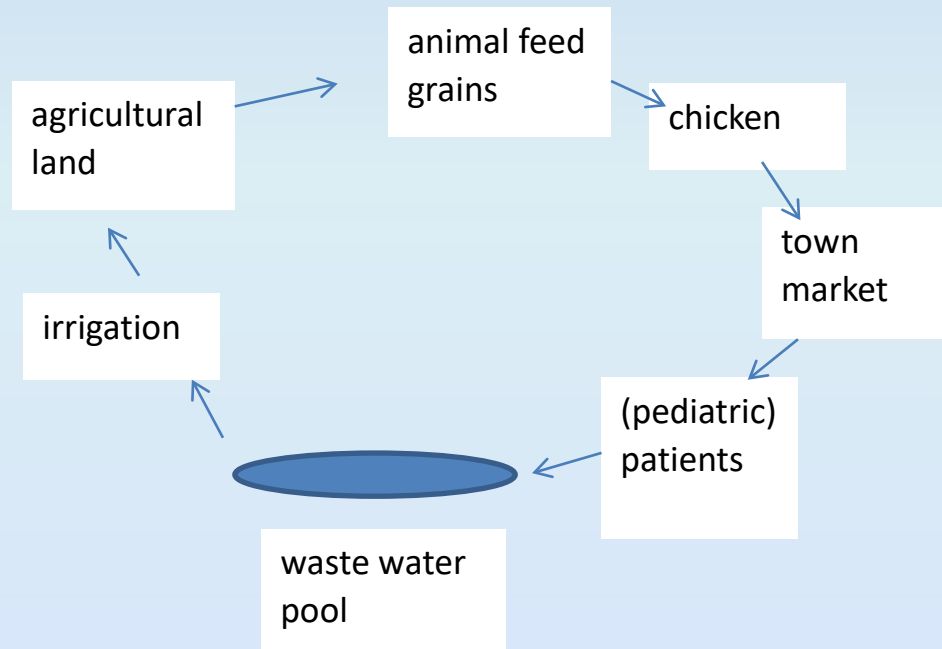 animal feed
grains
agricultural
land
chicken
town
market
irrigation
(pediatric)
patients
waste water
pool